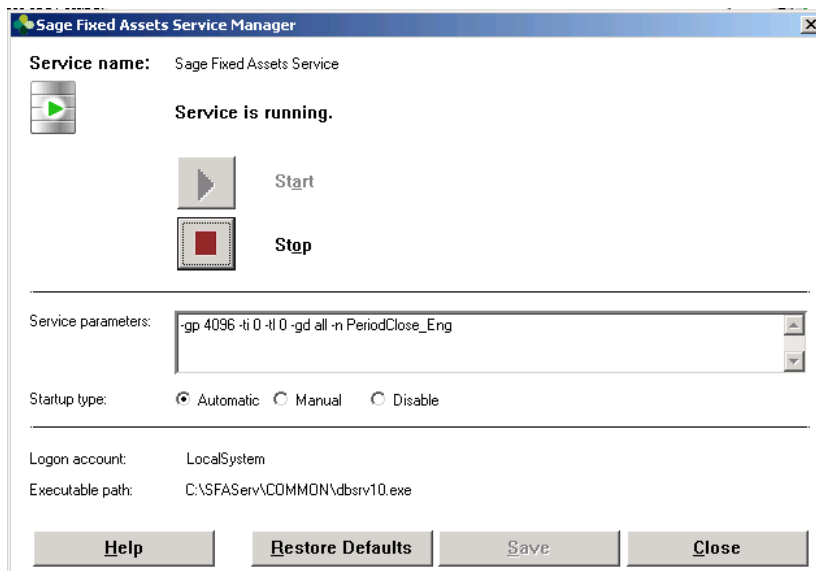 Sage Fixed Assets Service Manager
Service name: Sage Fixed Assets Service
Service is running.
Start
Stop
Service parameters: -gp 4096 -ti 0 -tl 0 -gd all -n PeriodClose_Eng
Startup type: Automatic Manual Disable
Logon account: LocalSystem
Executable path: C:\SFAServ\COMMON\dbsrv10.exe
Help Restore Defaults Save Close